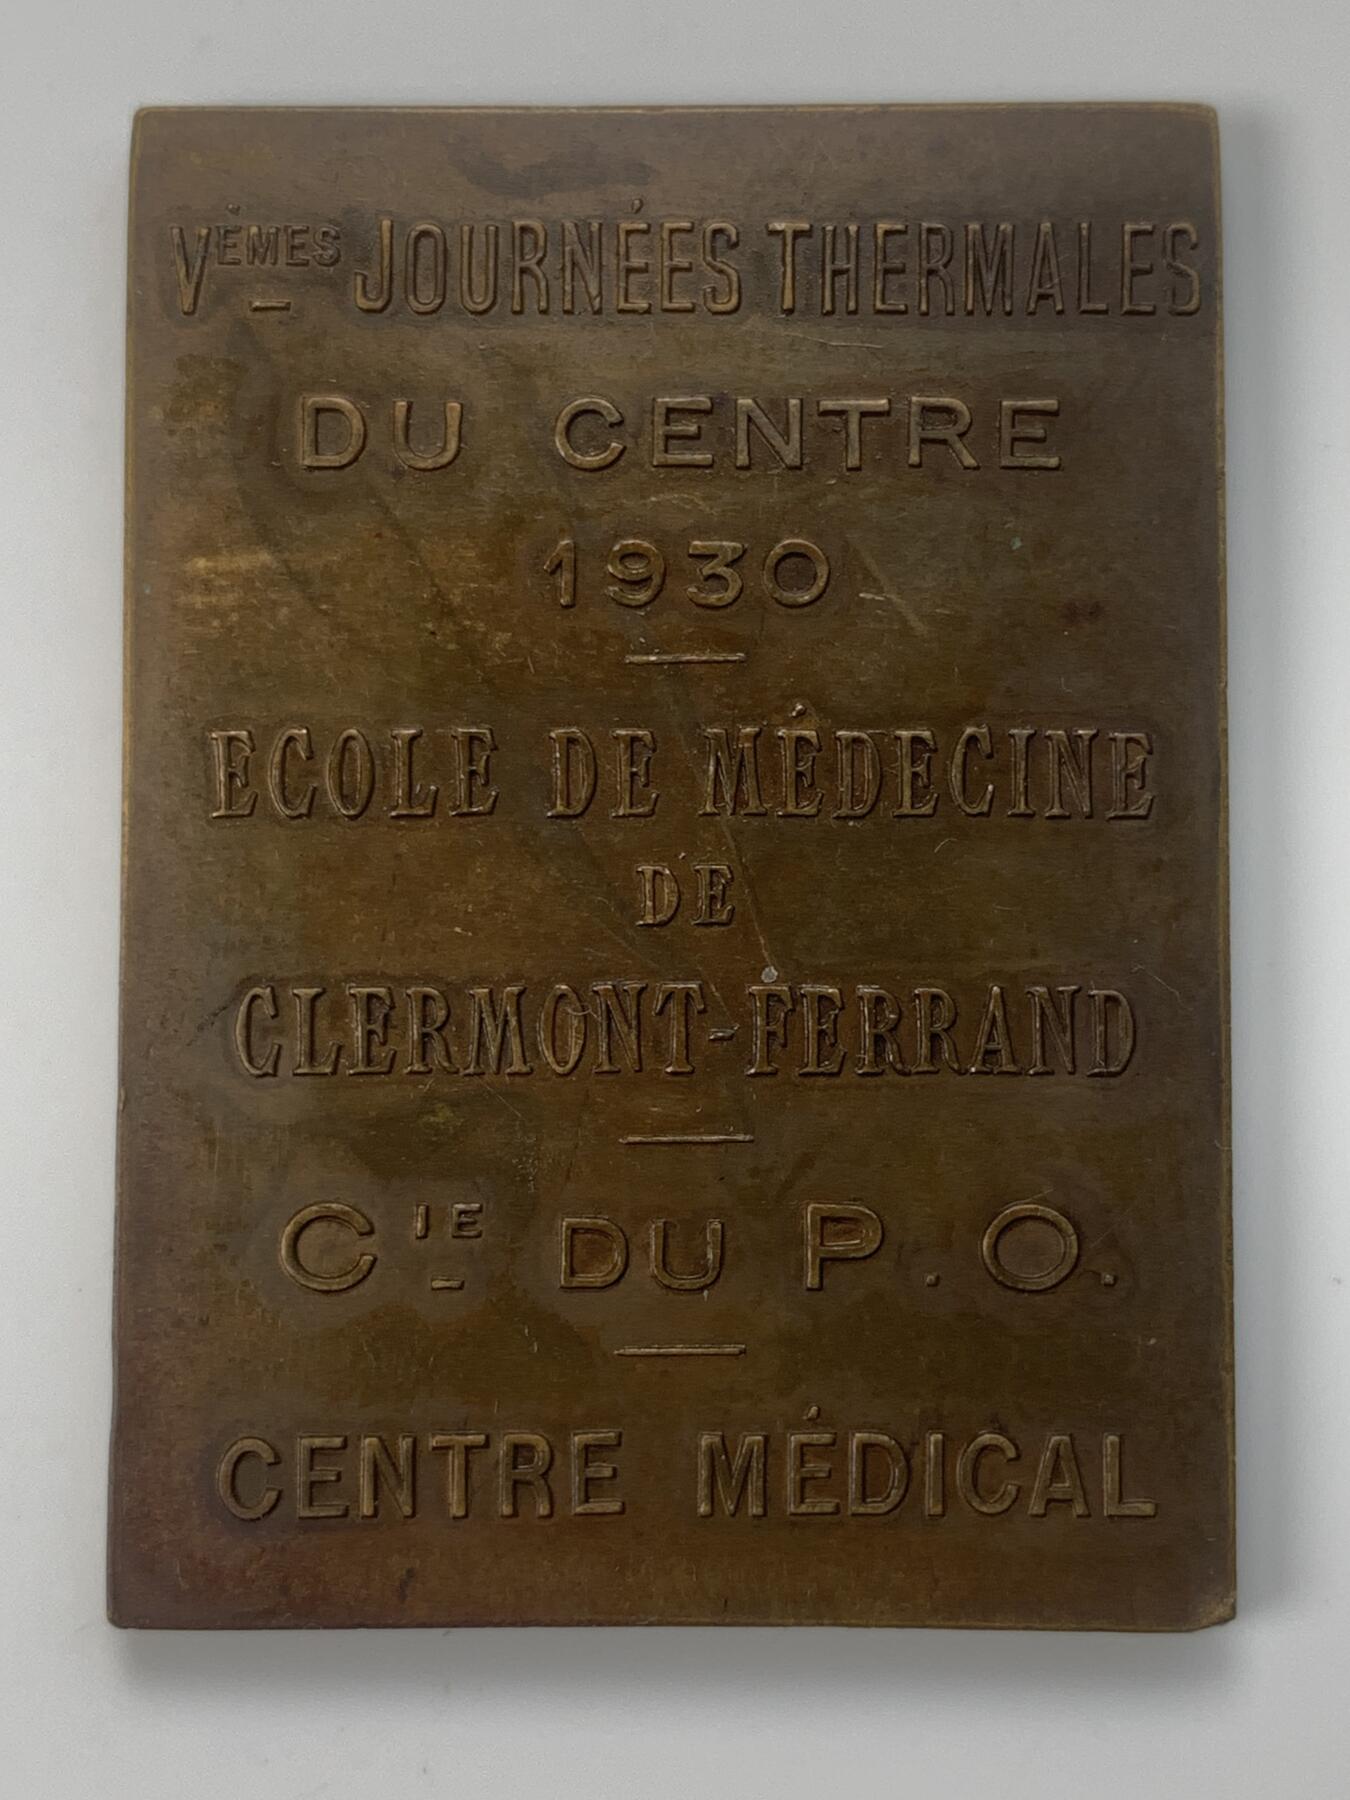 VÈMES JOURNÉES THERMALES
DU CENTRE
1930
ECOLE DE MÉDECINE
DE
CLERMONT-FERRAND
CIE DU P.O.
CENTRE MÉDICAL